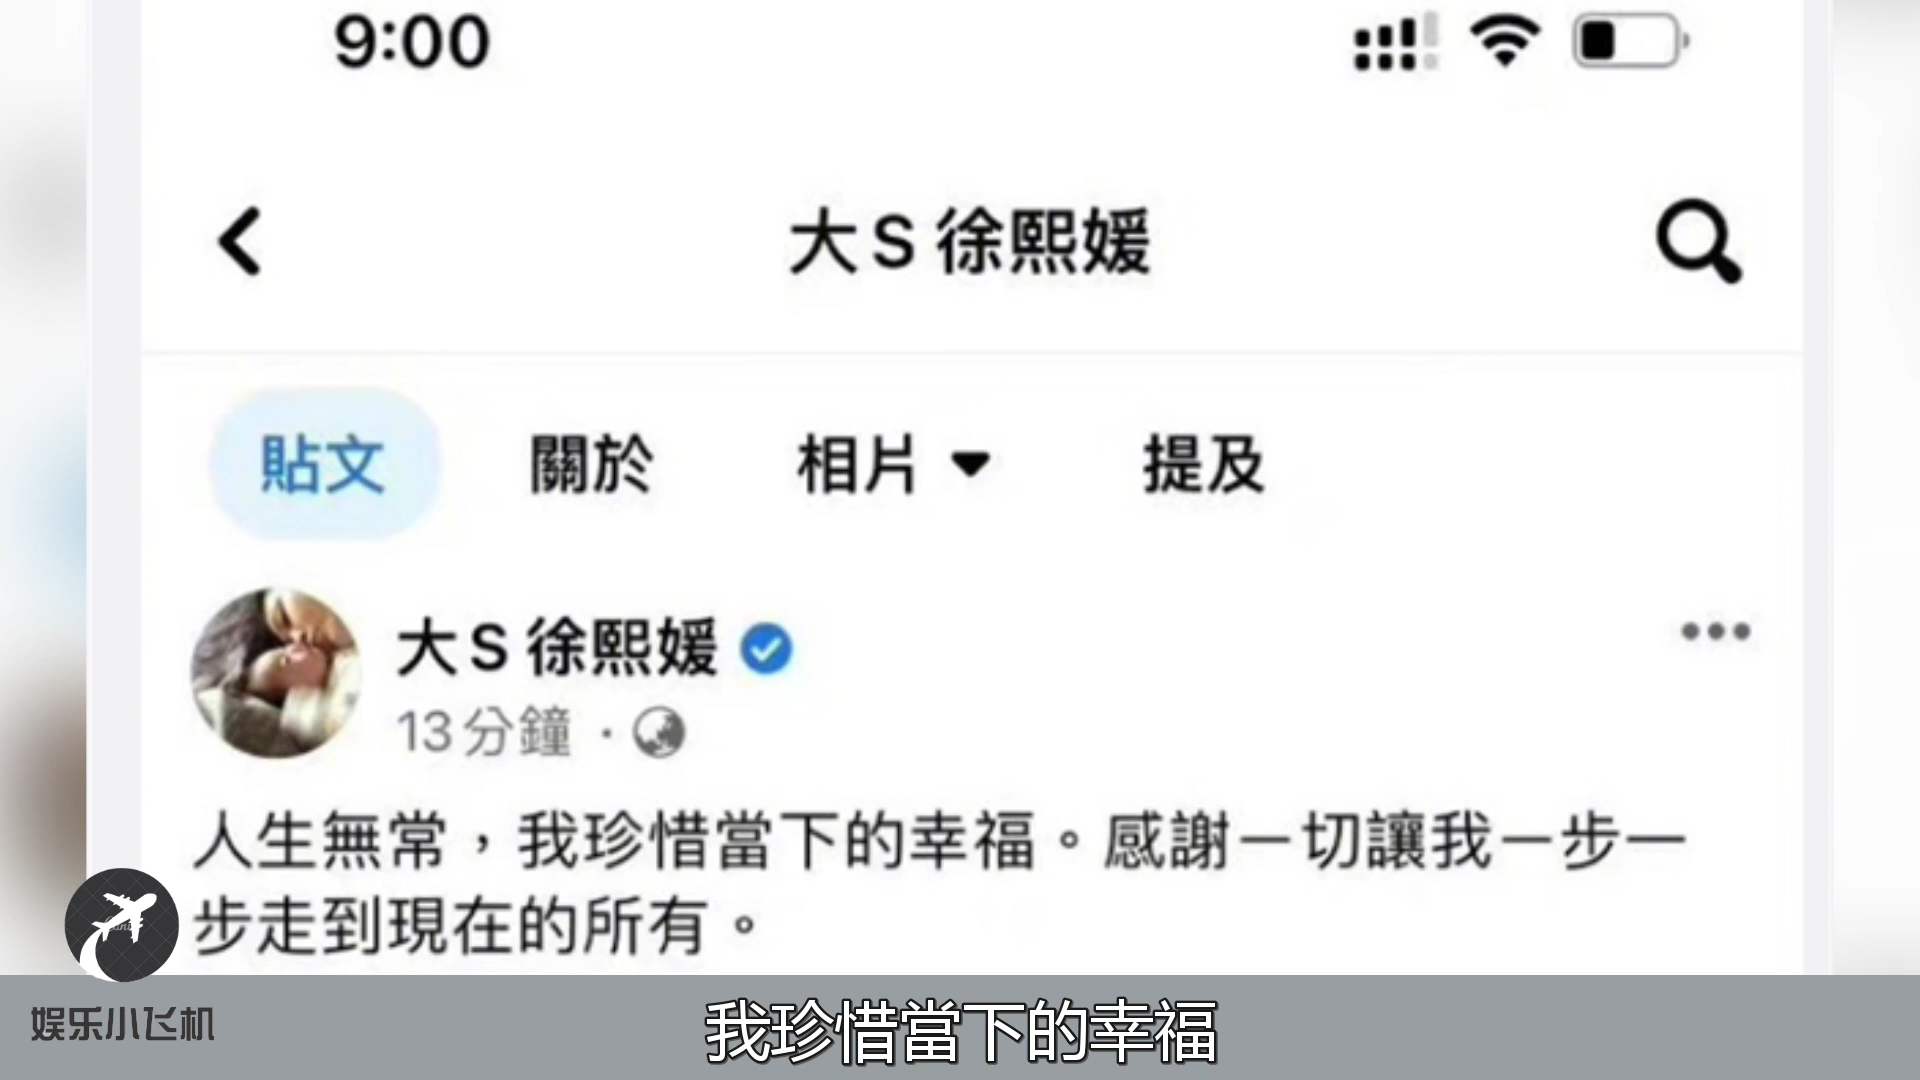 9:00
大S 徐熙媛
貼文 關於 相片 提及
大S 徐熙媛
13分鐘 ·
人生無常，我珍惜當下的幸福。感謝一切讓我一步一
步走到現在的所有。
娱乐小飞机
我珍惜當下的幸福